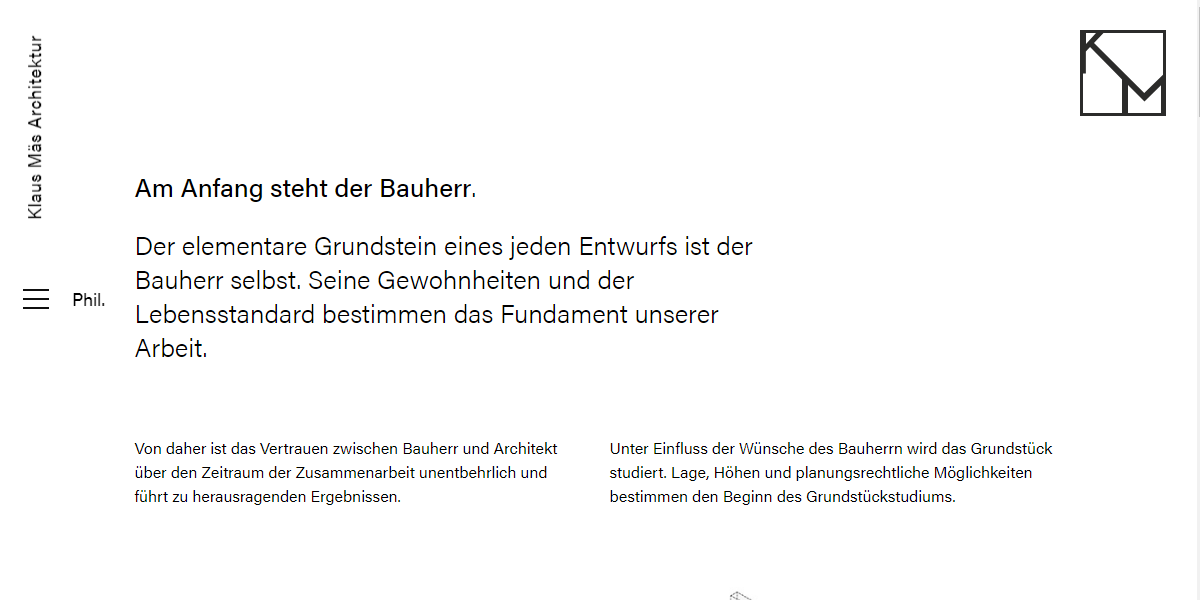 Klaus Mäs Architektur
KM
Am Anfang steht der Bauherr.
Der elementare Grundstein eines jeden Entwurfs ist der
Bauherr selbst. Seine Gewohnheiten und der
Lebensstandard bestimmen das Fundament unserer
Arbeit.
Phil.
Von daher ist das Vertrauen zwischen Bauherr und Architekt
über den Zeitraum der Zusammenarbeit unentbehrlich und
führt zu herausragenden Ergebnissen.
Unter Einfluss der Wünsche des Bauherrn wird das Grundstück
studiert. Lage, Höhen und planungsrechtliche Möglichkeiten
bestimmen den Beginn des Grundstückstudiums.